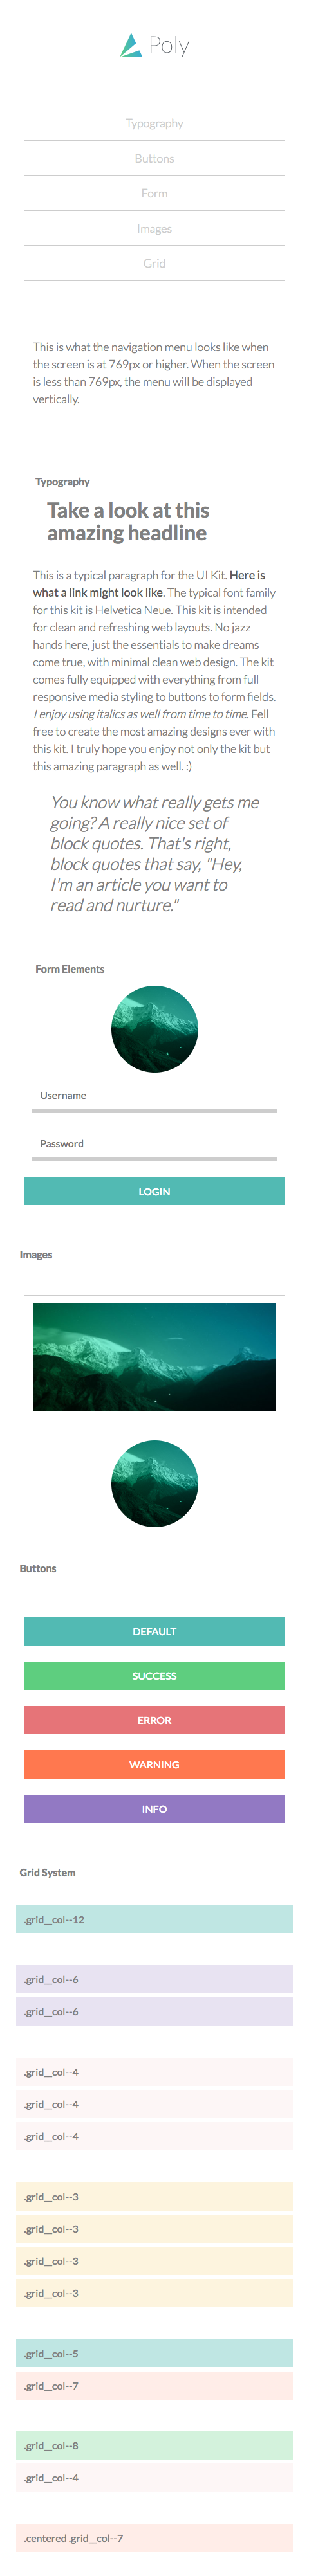 Poly
Typography
Buttons
Form
Images
Grid
This is what the navigation menu looks like when
the screen is at 769px or higher. When the screen
is less than 769px, the menu will be displayed
vertically.
Typography
Take a look at this
amazing headline
This is a typical paragraph for the UI Kit. Here is
what a link might look like. The typical font family
for this kit is Helvetica Neue. This kit is intended
for clean and refreshing web layouts. No jazz
hands here, just the essentials to make dreams
come true, with minimal clean web design. The kit
comes fully equipped with everything from full
responsive media styling to buttons to form fields.
I enjoy using italics as well from time to time. Fell
free to create the most amazing designs ever with
this kit. I truly hope you enjoy not only the kit but
this amazing paragraph as well. :)
You know what really gets me
going? A really nice set of
block quotes. That's right,
block quotes that say, "Hey,
I'm an article you want to
read and nurture."
Form Elements
Username
Password
LOGIN
Images
Buttons
DEFAULT
SUCCESS
ERROR
WARNING
INFO
Grid System
.grid__col--12
.grid__col--6
.grid__col--6
.grid__col--4
.grid__col--4
.grid__col--4
.grid__col--3
.grid__col--3
.grid__col--3
.grid__col--3
.grid__col--5
.grid__col--7
.grid__col--8
.grid__col--4
.centered .grid__col--7